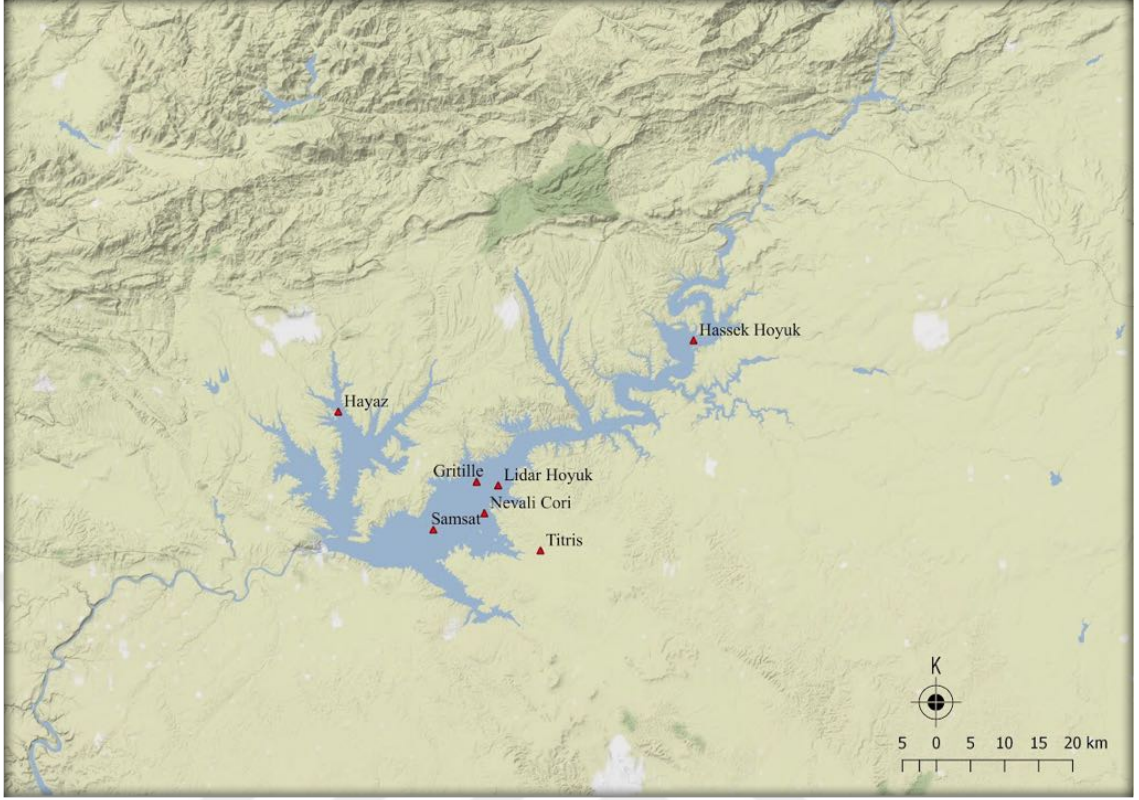 Hassek Hoyuk
Hayaz
Gritille
Lidar Hoyuk
Nevali Cori
Samsat
Titris
K
5 0 5 10 15 20 km